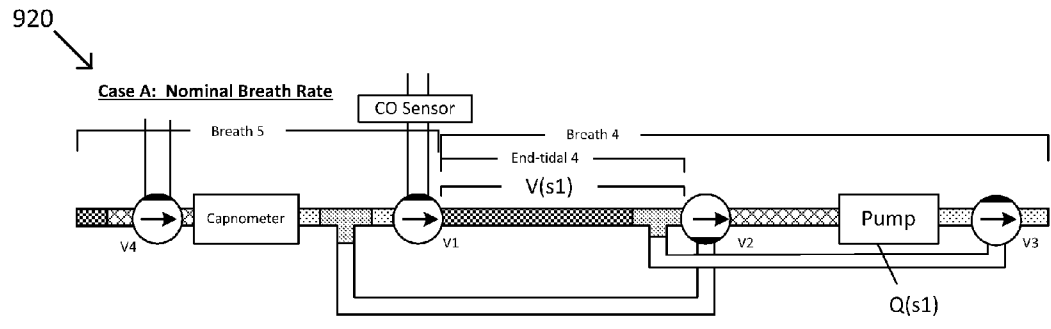 920
Case A: Nominal Breath Rate
CO Sensor
Breath 5
Breath 4
End-tidal 4
V(s1)
Capnometer
Pump
V4
V1
V2
V3
Q(s1)